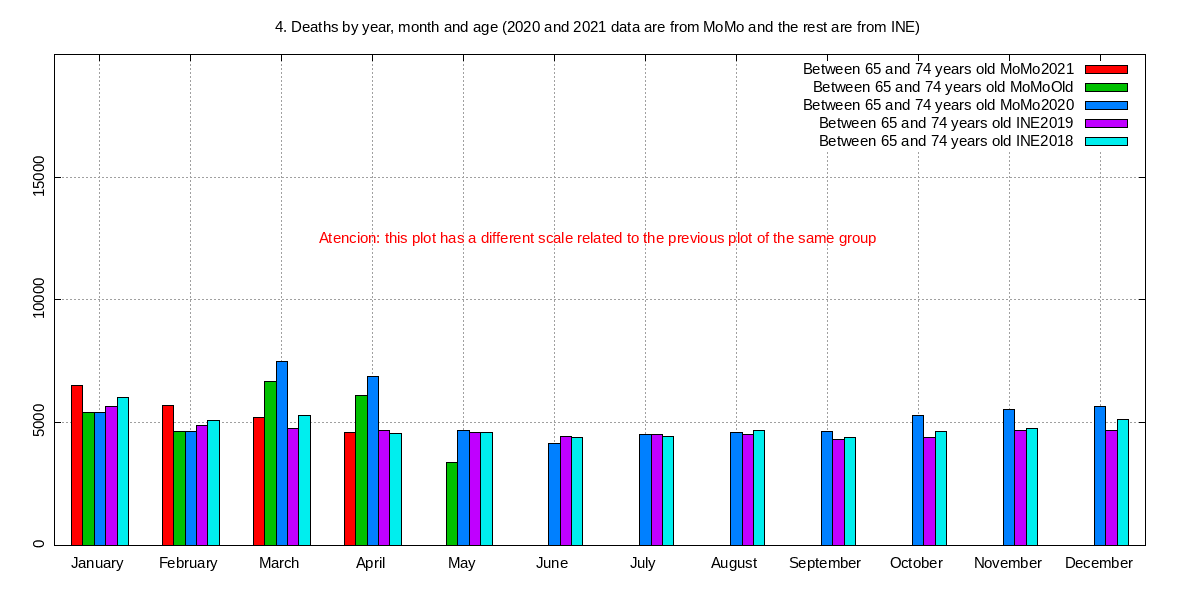 4. Deaths by year, month and age (2020 and 2021 data are from MoMo and the rest are from INE)
Between 65 and 74 years old MoMo2021
Between 65 and 74 years old MoMoOld
Between 65 and 74 years old MoMo2020
Between 65 and 74 years old INE2019
Between 65 and 74 years old INE2018
15000
Atencion: this plot has a different scale related to the previous plot of the same group
10000
5000
0
January February March April May June July August September October November December